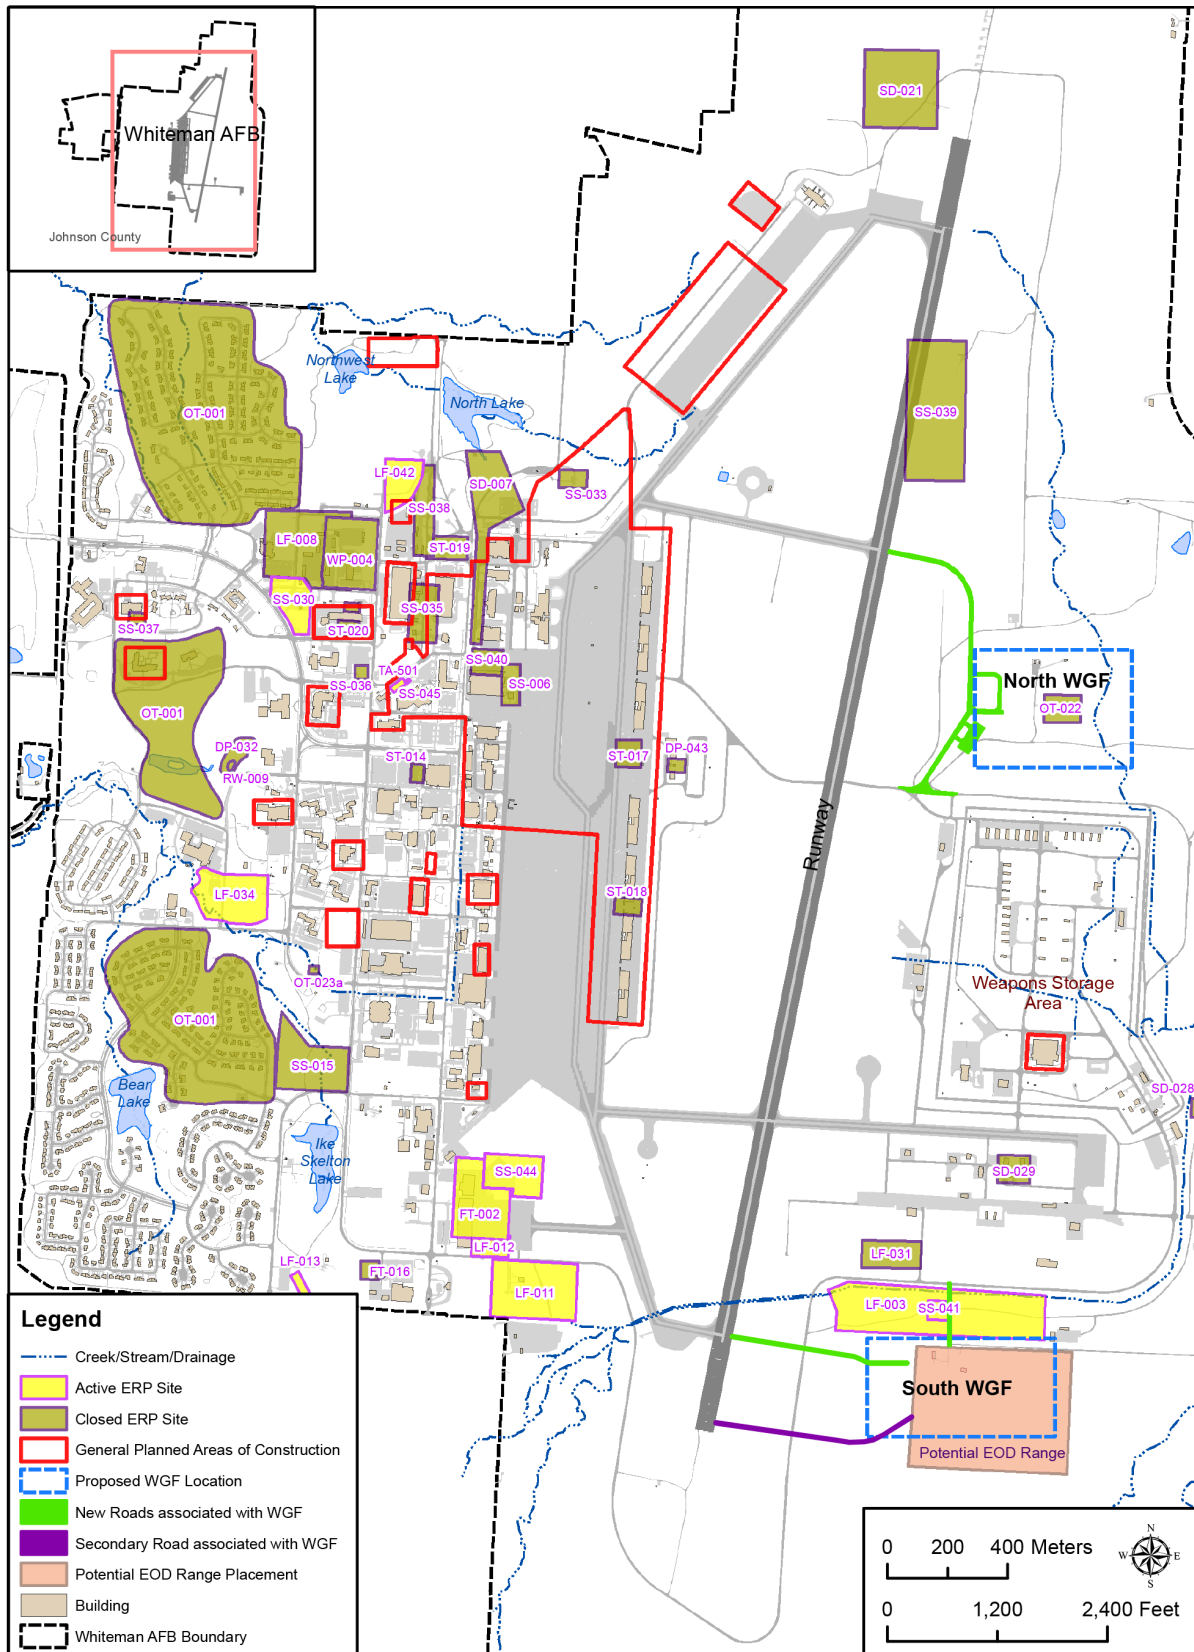 Whiteman AFB
Johnson County
SD-021
Northwest
Lake
North Lake
OT-001
SS-039
LF-042
SD-007
SS-033
SS-038
LF-008
ST-019
WP-004
SS-030
SS-035
SS-037
ST-020
SS-040
TA-501
SS-036
SS-045
SS-006
North WGF
OT-022
OT-001
DP-032
ST-014
ST-017
DP-043
RW-009
Runway
LF-034
ST-018
OT-023a
Weapons Storage
Area
OT-001
SS-015
Bear
Lake
SD-028
Ike
Skelton
Lake
SS-044
SD-029
FT-002
LF-012
LF-031
LF-013
FT-016
LF-011
LF-003
SS-041
South WGF
Potential EOD Range
Legend
Creek/Stream/Drainage
Active ERP Site
Closed ERP Site
General Planned Areas of Construction
Proposed WGF Location
New Roads associated with WGF
Secondary Road associated with WGF
Potential EOD Range Placement
Building
Whiteman AFB Boundary
0 200 400 Meters
0 1,200 2,400 Feet
N
W E
S